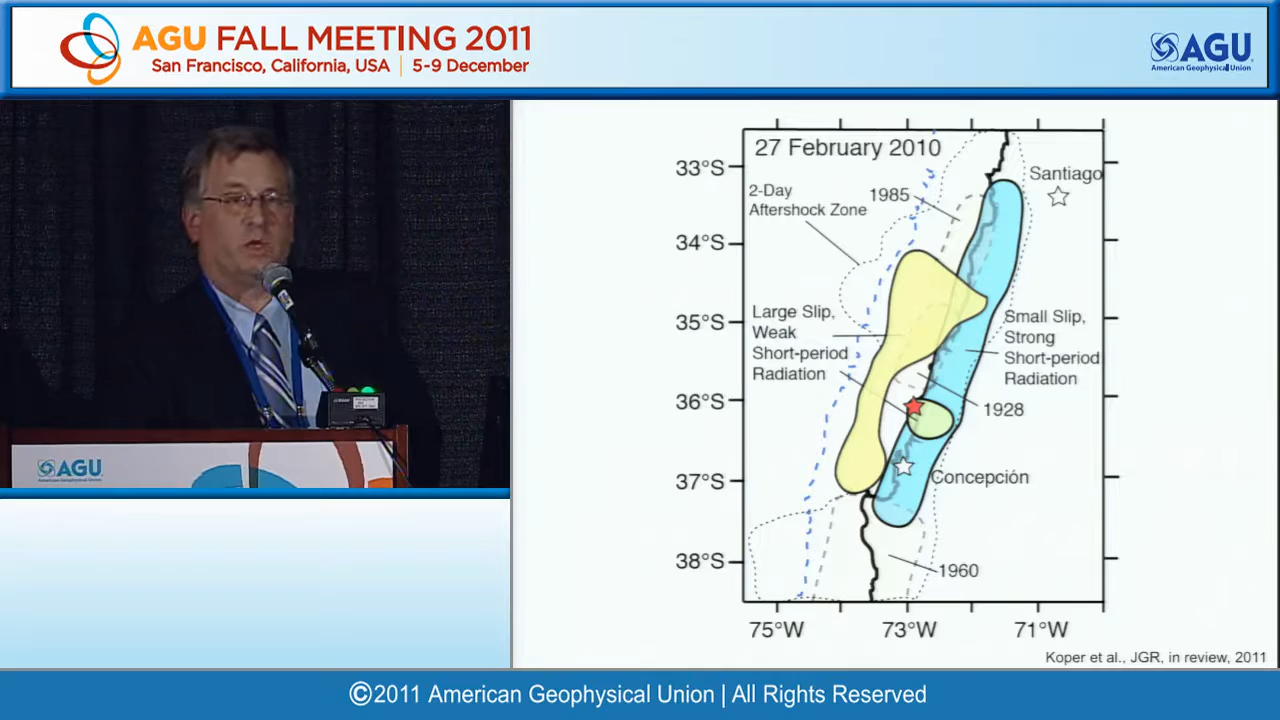 AGU FALL MEETING 2011
San Francisco, California, USA | 5-9 December
AGU
American Geophysical Union
AGU
27 February 2010
33°S
34°S
35°S
36°S
37°S
38°S
75°W
73°W
71°W
2-Day
Aftershock Zone
1985
Santiago
Large Slip,
Weak
Short-period
Radiation
Small Slip,
Strong
Short-period
Radiation
1928
Concepción
1960
Koper et al., JGR, in review, 2011
©2011 American Geophysical Union | All Rights Reserved